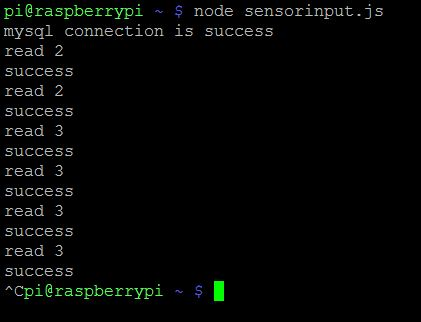 pi@raspberrypi ~ $ node sensorinput.js
mysql connection is success
read 2
success
read 2
success
read 3
success
read 3
success
read 3
success
read 3
success
^Cpi@raspberrypi ~ $